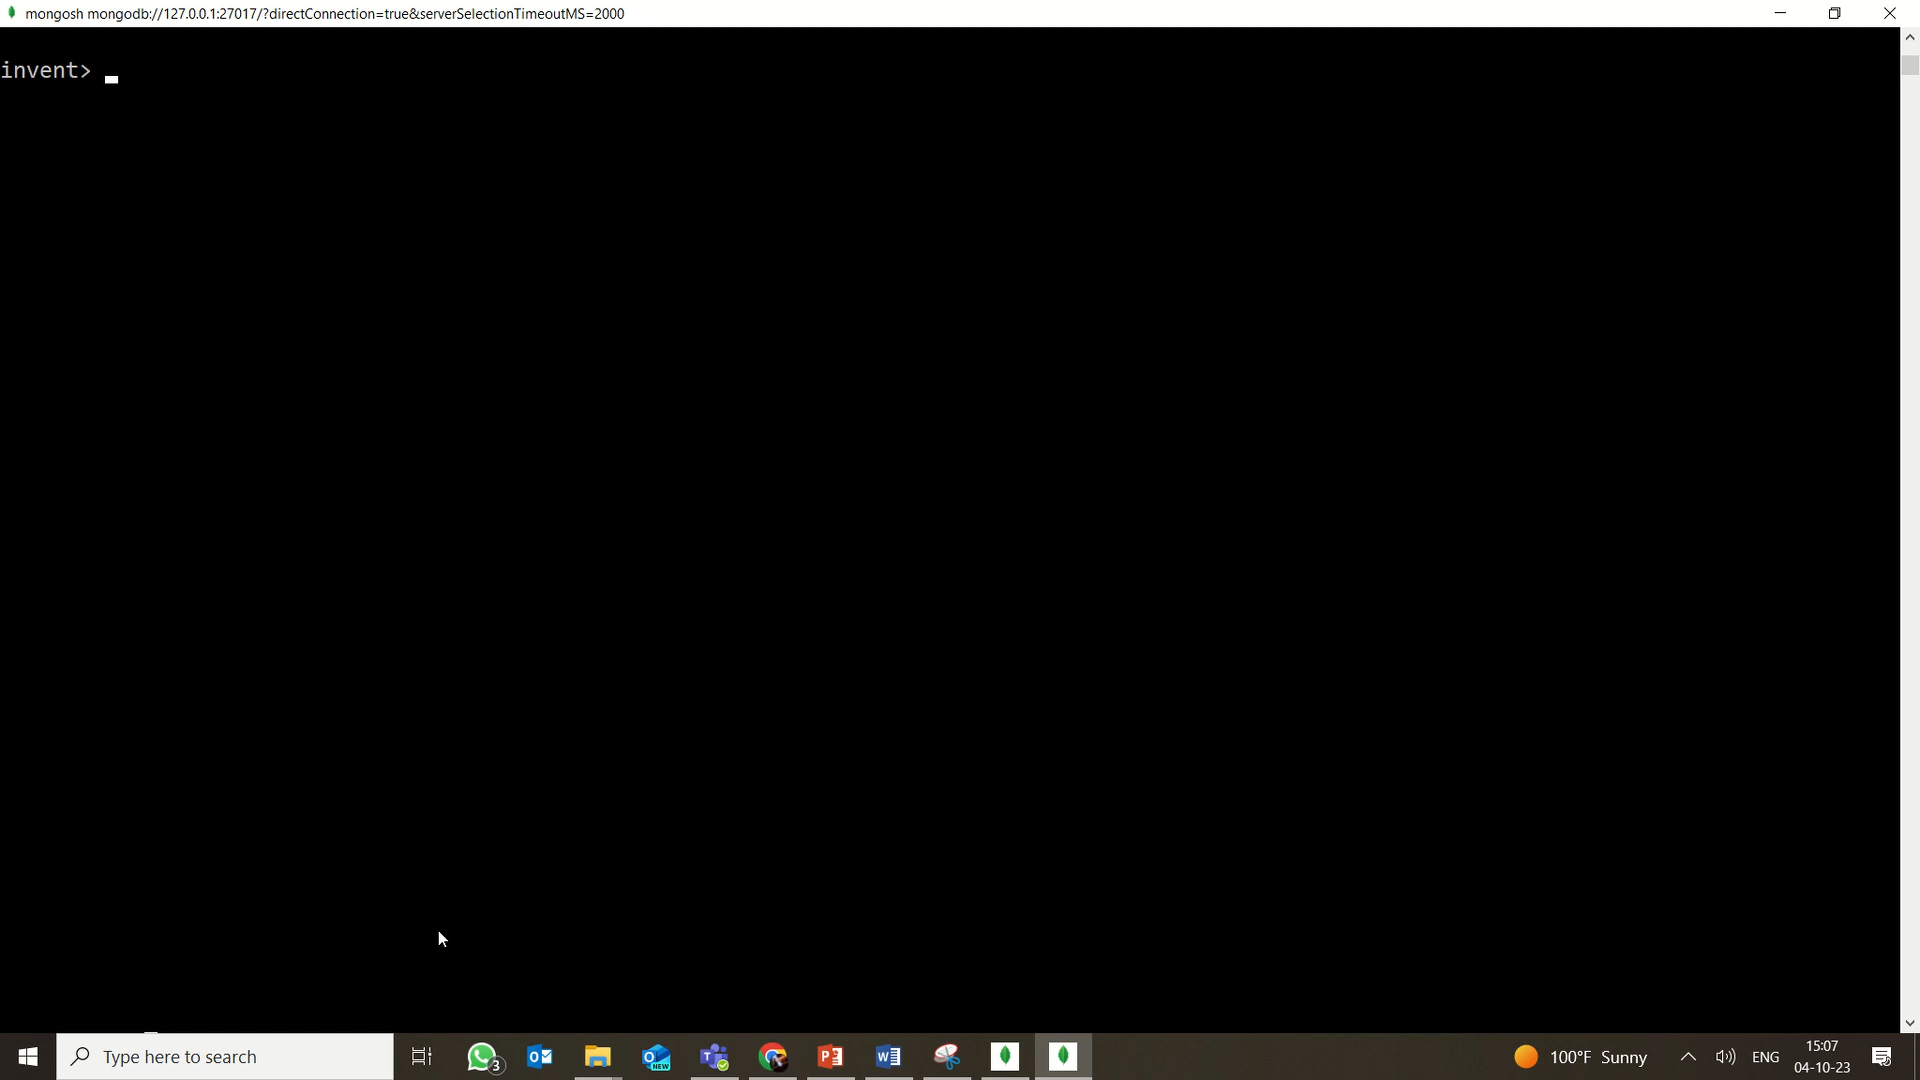 mongosh mongodb://127.0.0.1:27017/?directConnection=true&serverSelectionTimeoutMS=2000
invent>
Type here to search
3
NEW
100°F Sunny
ENG
15:07
04-10-23